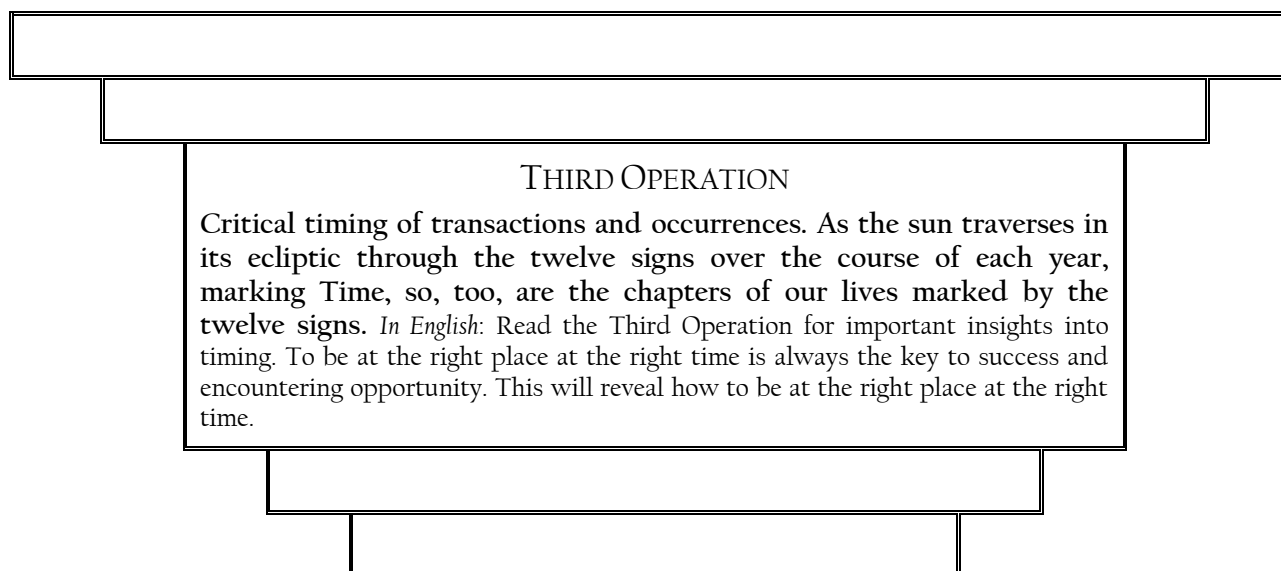 THIRD OPERATION
Critical timing of transactions and occurrences. As the sun traverses in
its ecliptic through the twelve signs over the course of each year,
marking Time, so, too, are the chapters of our lives marked by the
twelve signs. In English: Read the Third Operation for important insights into
timing. To be at the right place at the right time is always the key to success and
encountering opportunity. This will reveal how to be at the right place at the right
time.